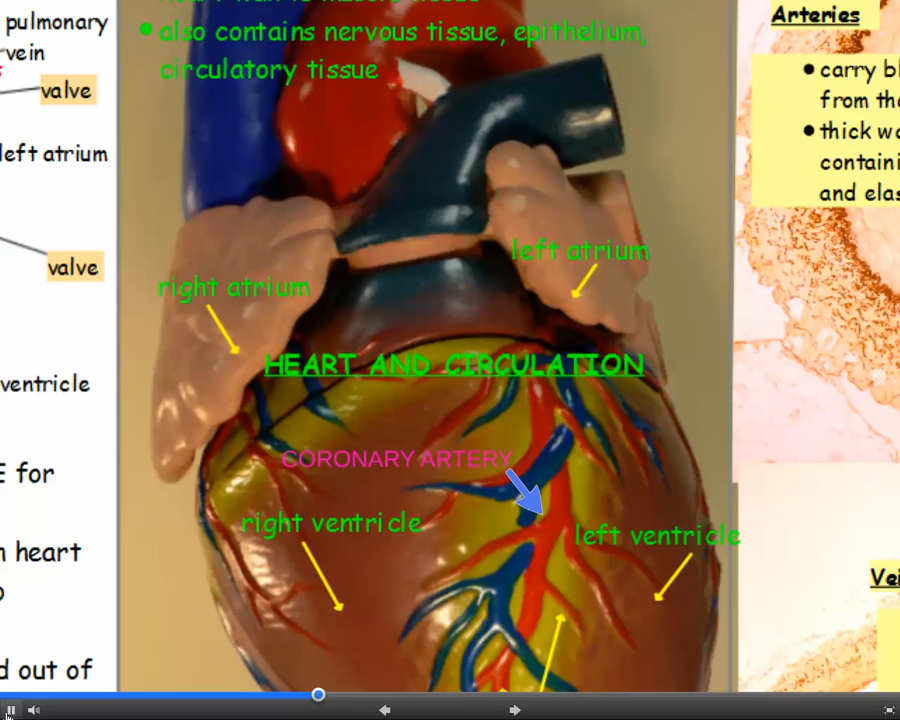 pulmonary
vein
valve
left atrium
valve
ventricle
E for
heart
d out of
also contains nervous tissue, epithelium,
circulatory tissue
left atrium
right atrium
HEART AND CIRCULATION
CORONARY ARTERY
right ventricle
left ventricle
Arteries
carry bl
from the
thick wa
containi
and elas
Vei